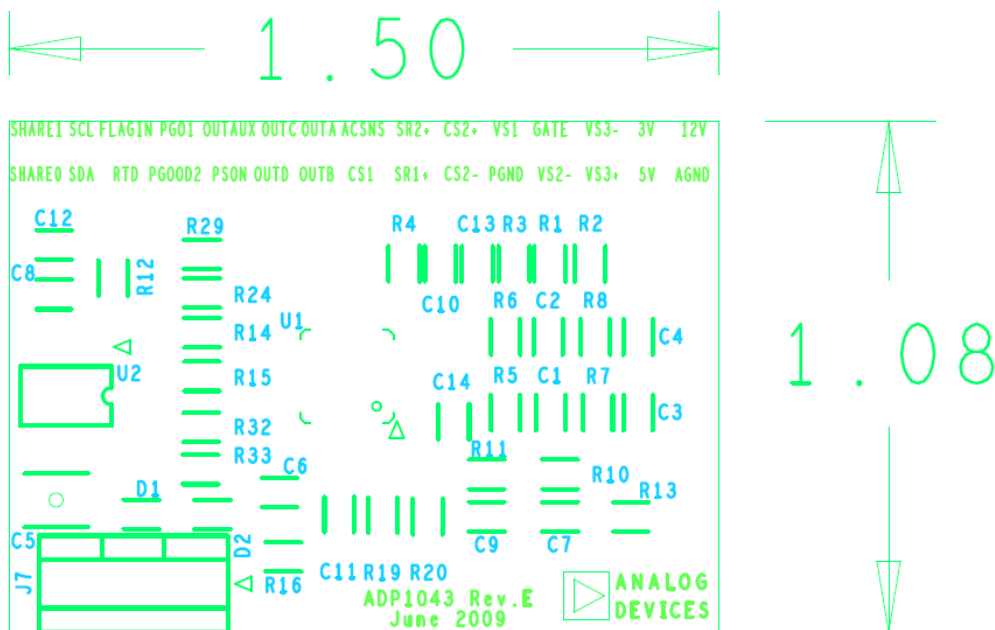 1.50
SHARE1 SCL FLAGIN PGO1 OUTAUX OUTC OUTA ACSNS SR2+ CS2+ VS1 GATE VS3- 3V 12V
SHARE0 SDA RTD PGOOD2 PSON OUTD OUTB CS1 SR1+ CS2- PGND VS2- VS3+ 5V AGND
C12 R29 R4 C13 R3 R1 R2
C8 R12
R24 C10 R6 C2 R8
U1
R14 C4
1.08
U2 R15 C14 R5 C1 R7
C3
R32
R33 R11
C6 R10
D1 R13
C5 D2 C9 C7
J7 R16 C11 R19 R20
ANALOG
DEVICES
ADP1043 Rev.E
June 2009